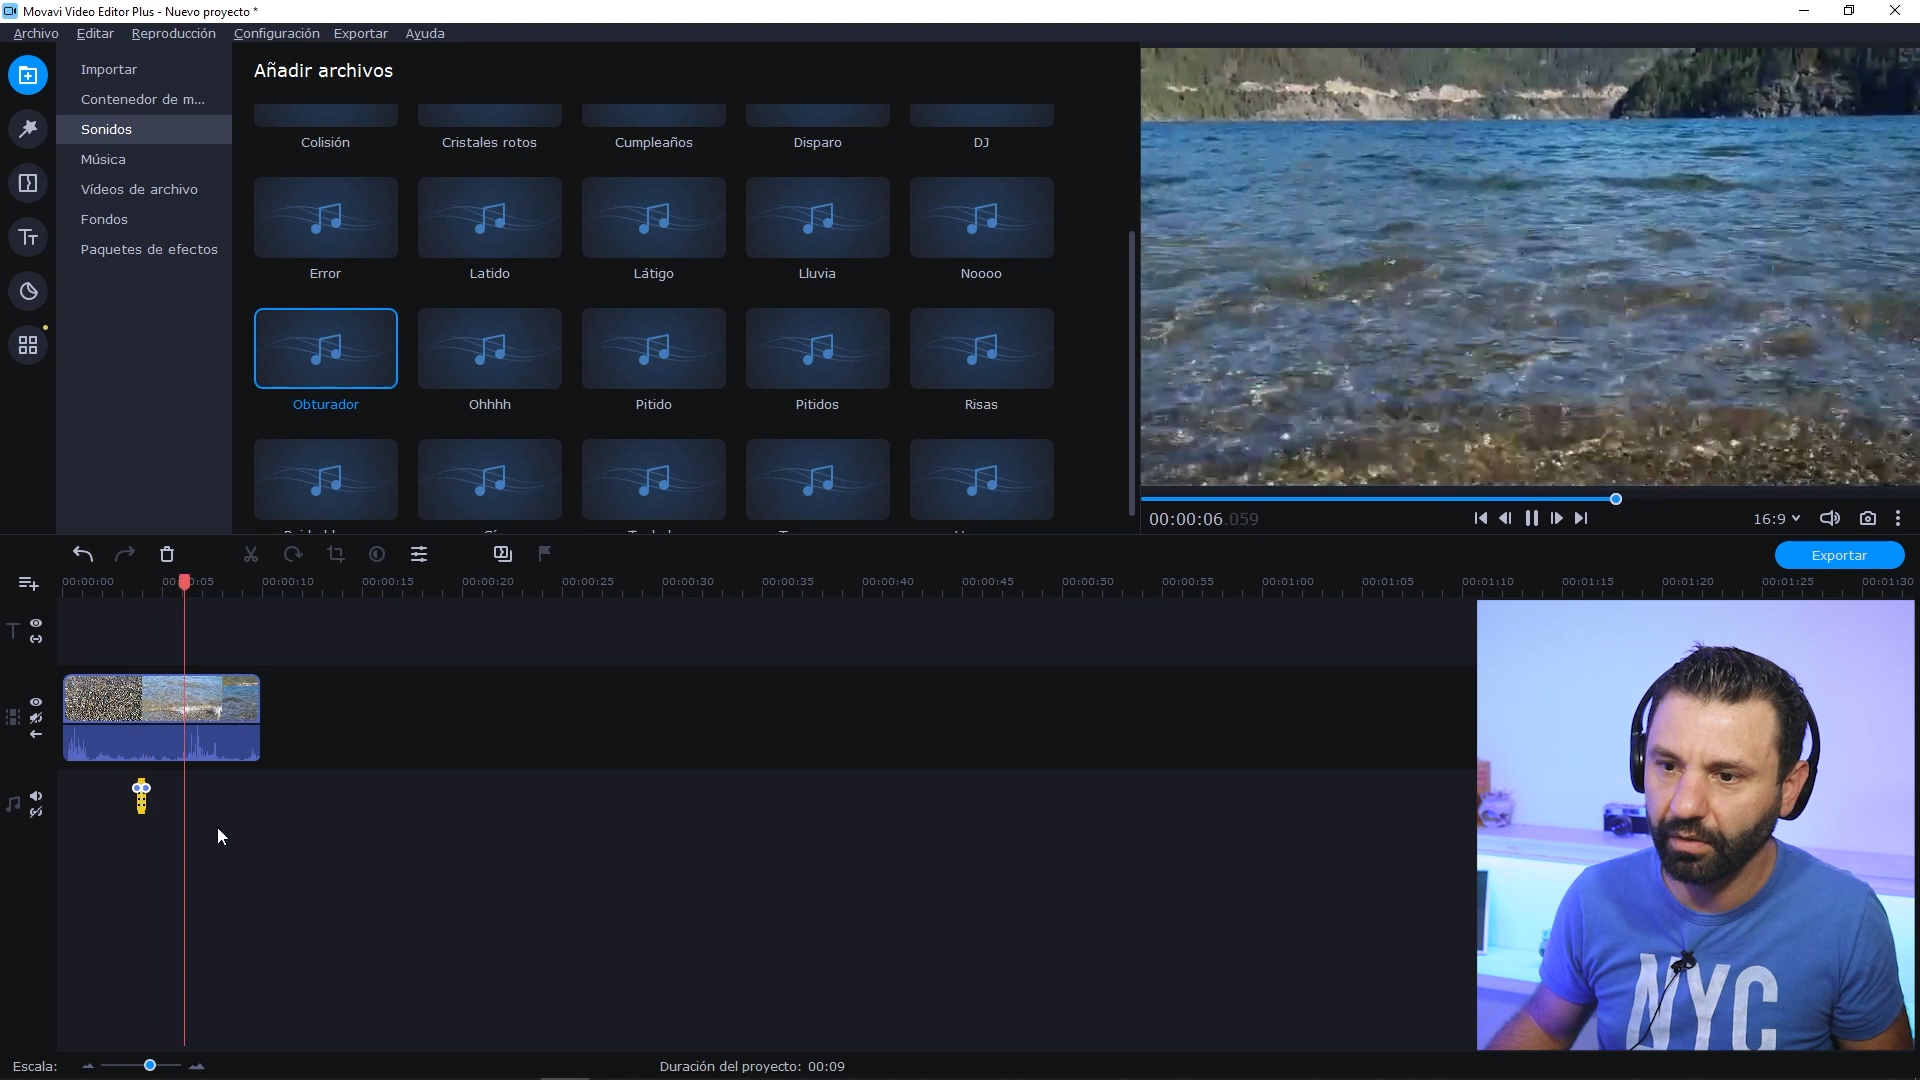 Movavi Video Editor Plus - Nuevo proyecto *
Archivo Editar Reproducción Configuración Exportar Ayuda
Importar
Contenedor de m...
Sonidos
Música
Vídeos de archivo
Fondos
Paquetes de efectos
Añadir archivos
Colisión Cristales rotos Cumpleaños Disparo DJ
Error Latido Látigo Lluvia Noooo
Obturador Ohhhh Pitido Pitidos Risas
00:00:06.059
16:9
Exportar
00:00:00 :05 00:00:10 00:00:15 00:00:20 00:00:25 00:00:30 00:00:35 00:00:40 00:00:45 00:00:50 00:00:55 00:01:00 00:01:05 00:01:10 00:01:15 00:01:20 00:01:25 00:01:30
NYC
Escala:
Duración del proyecto: 00:09